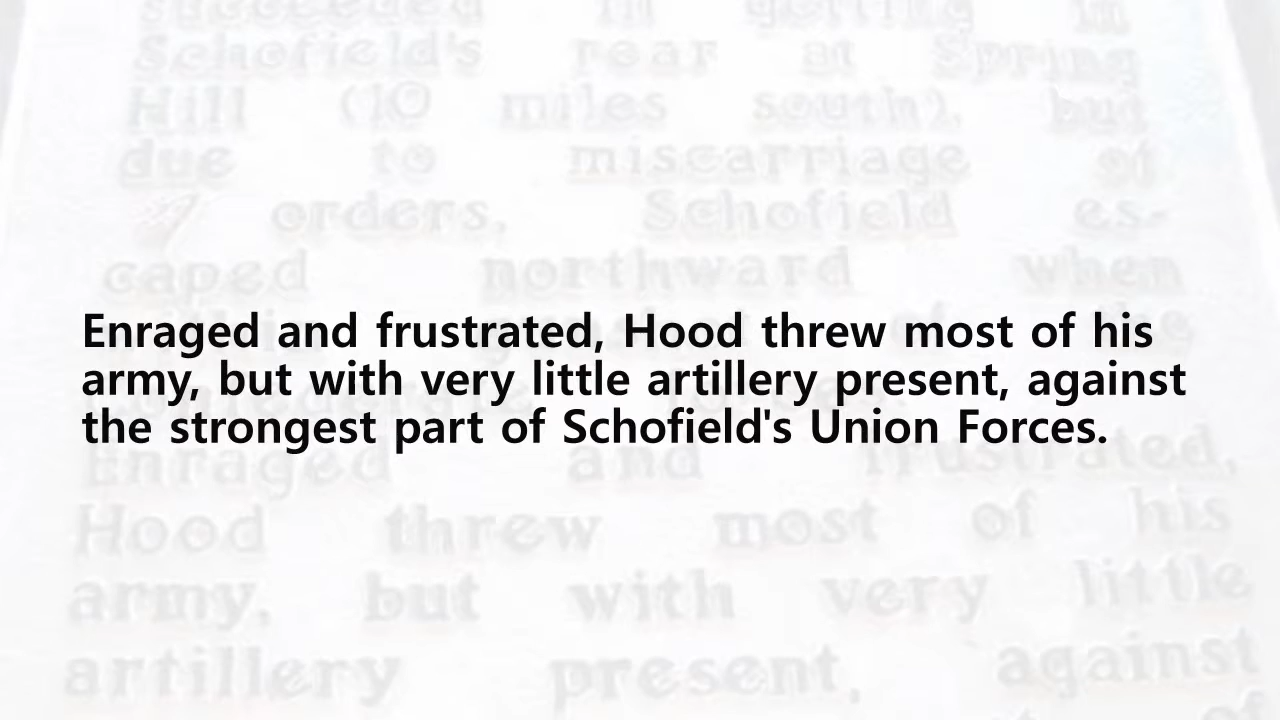 succeeded in getting in
Schofield's rear at Spring
Hill (10 miles south), but
due to miscarriage of
orders, Schofield es-
caped northward when
Enraged and frustrated, Hood threw most of his
army, but with very little artillery present, against
the strongest part of Schofield's Union Forces.
Enraged and frustrated,
Hood threw most of his
army, but with very little
artillery present, against
of